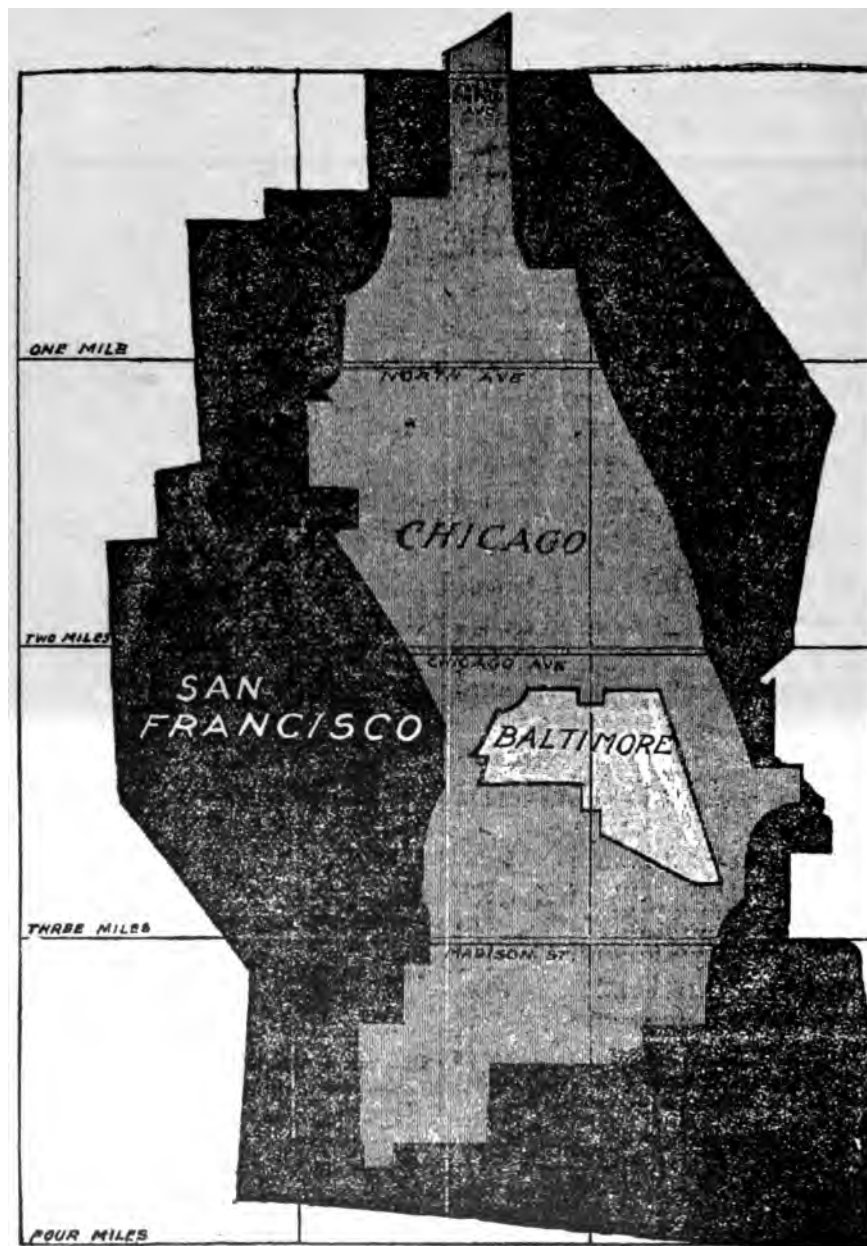 ONE MILE
NORTH AVE
CHICAGO
TWO MILES
CHICAGO AVE
SAN
FRANCISCO
BALTIMORE
THREE MILES
MADISON ST.
FOUR MILES